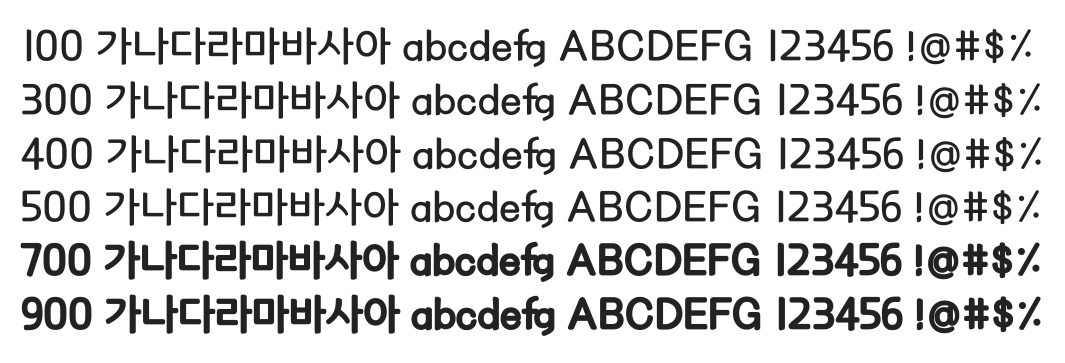 100 가나다라마바사아 abcdefg ABCDEFG 123456 !@#$%
300 가나다라마바사아 abcdefg ABCDEFG 123456 !@#$%
400 가나다라마바사아 abcdefg ABCDEFG 123456 !@#$%
500 가나다라마바사아 abcdefg ABCDEFG 123456 !@#$%
700 가나다라마바사아 abcdefg ABCDEFG 123456 !@#$%
900 가나다라마바사아 abcdefg ABCDEFG 123456 !@#$%